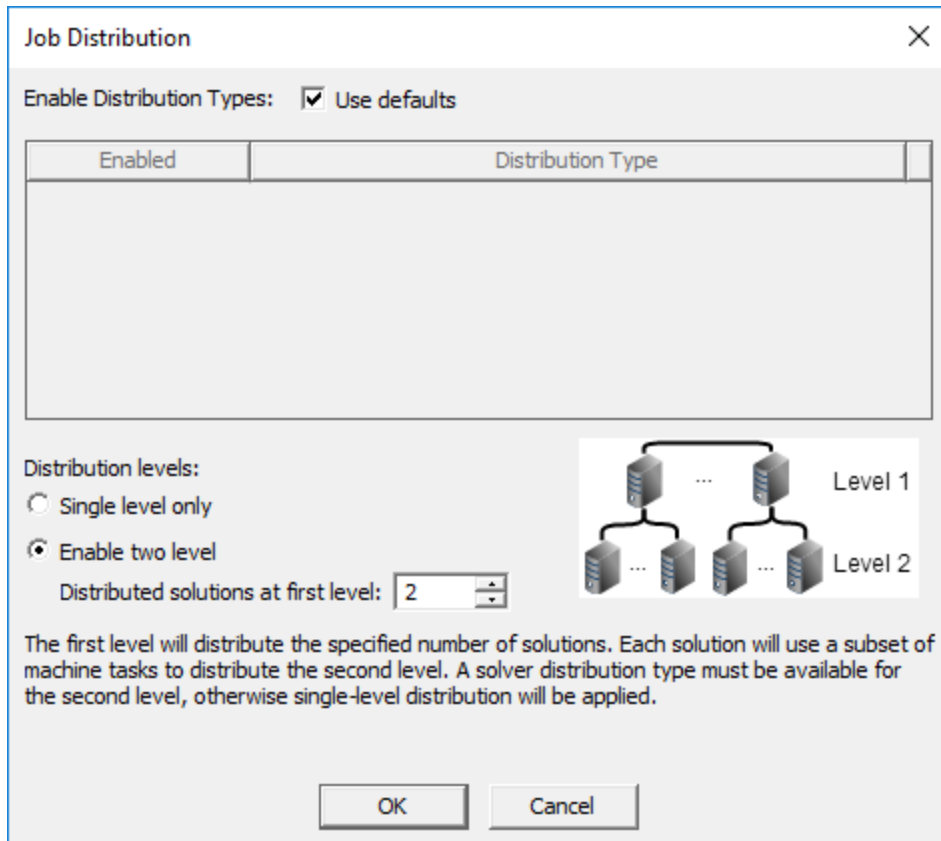 Job Distribution
Enable Distribution Types: Use defaults
Enabled Distribution Type
Distribution levels:
Single level only
Enable two level
Distributed solutions at first level: 2
... Level 1
... ... Level 2
The first level will distribute the specified number of solutions. Each solution will use a subset of
machine tasks to distribute the second level. A solver distribution type must be available for
the second level, otherwise single-level distribution will be applied.
OK Cancel